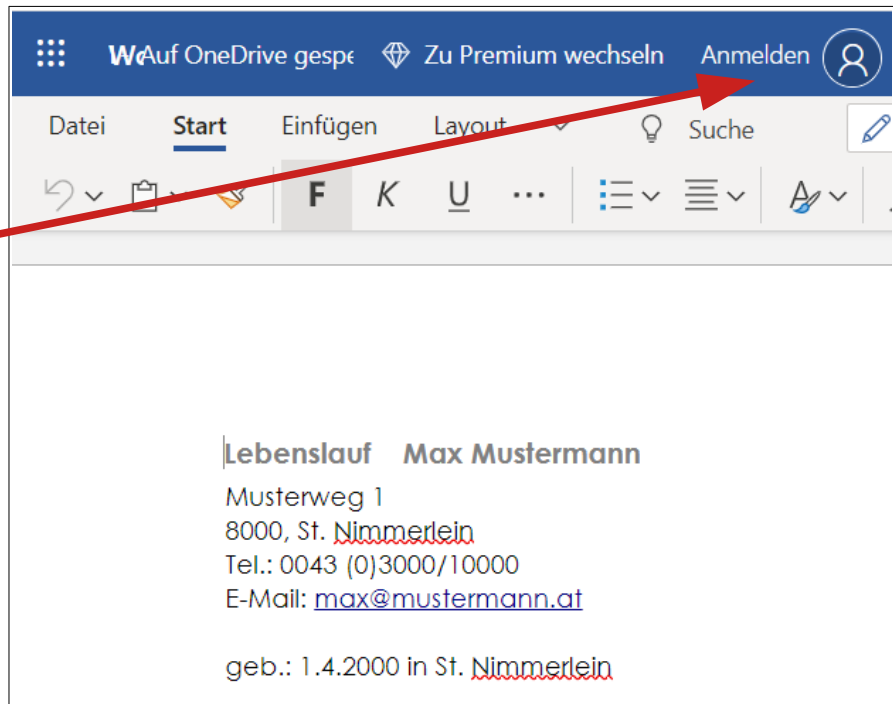 Auf OneDrive gespe Zu Premium wechseln Anmelden
Datei Start Einfügen Layout Suche
F K U ...
Lebenslauf Max Mustermann
Musterweg 1
8000, St. Nimmerlein
Tel.: 0043 (0)3000/10000
E-Mail: max@mustermann.at
geb.: 1.4.2000 in St. Nimmerlein